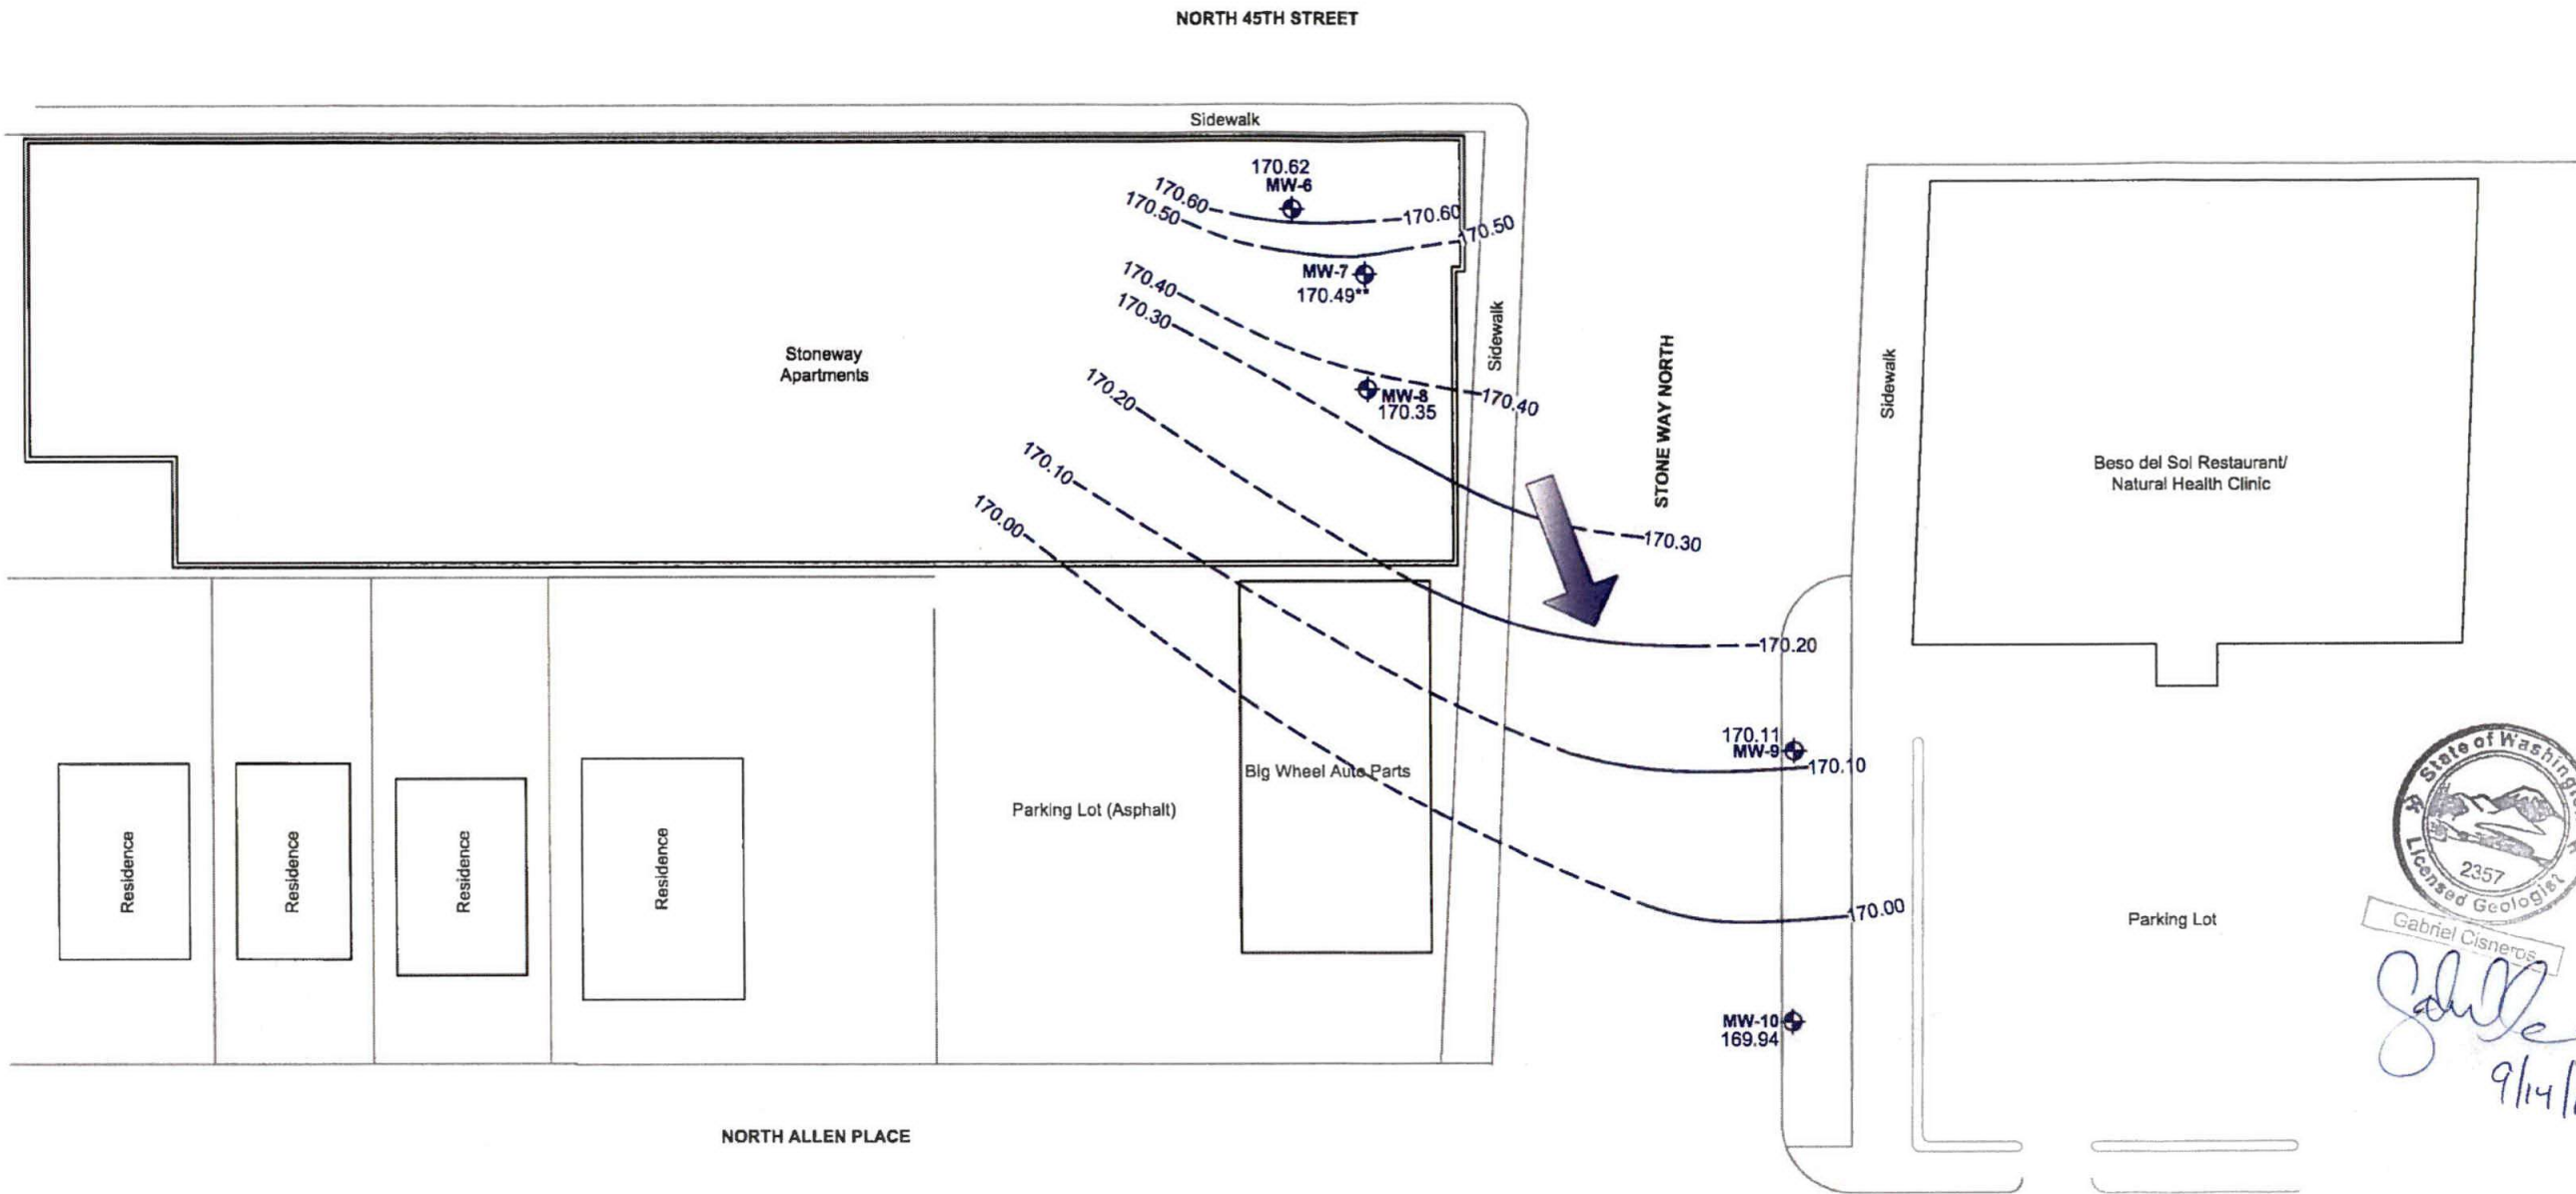 NORTH 45TH STREET
Sidewalk
170.62
MW-6
170.60
170.60
170.50
170.50
MW-7
170.49**
170.40
170.40
170.30
170.30
Stoneway
Apartments
MW-8
170.35
Sidewalk
STONE WAY NORTH
Sidewalk
170.20
170.20
170.10
170.10
170.00
170.00
Beso del Sol Restaurant/
Natural Health Clinic
170.11
MW-9
Big Wheel Auto Parts
Parking Lot (Asphalt)
Residence
Residence
Residence
Residence
Parking Lot
MW-10
169.94
State of Washing
2357
Licensed Geologist
Gabriel Cisneros
9/14/
NORTH ALLEN PLACE